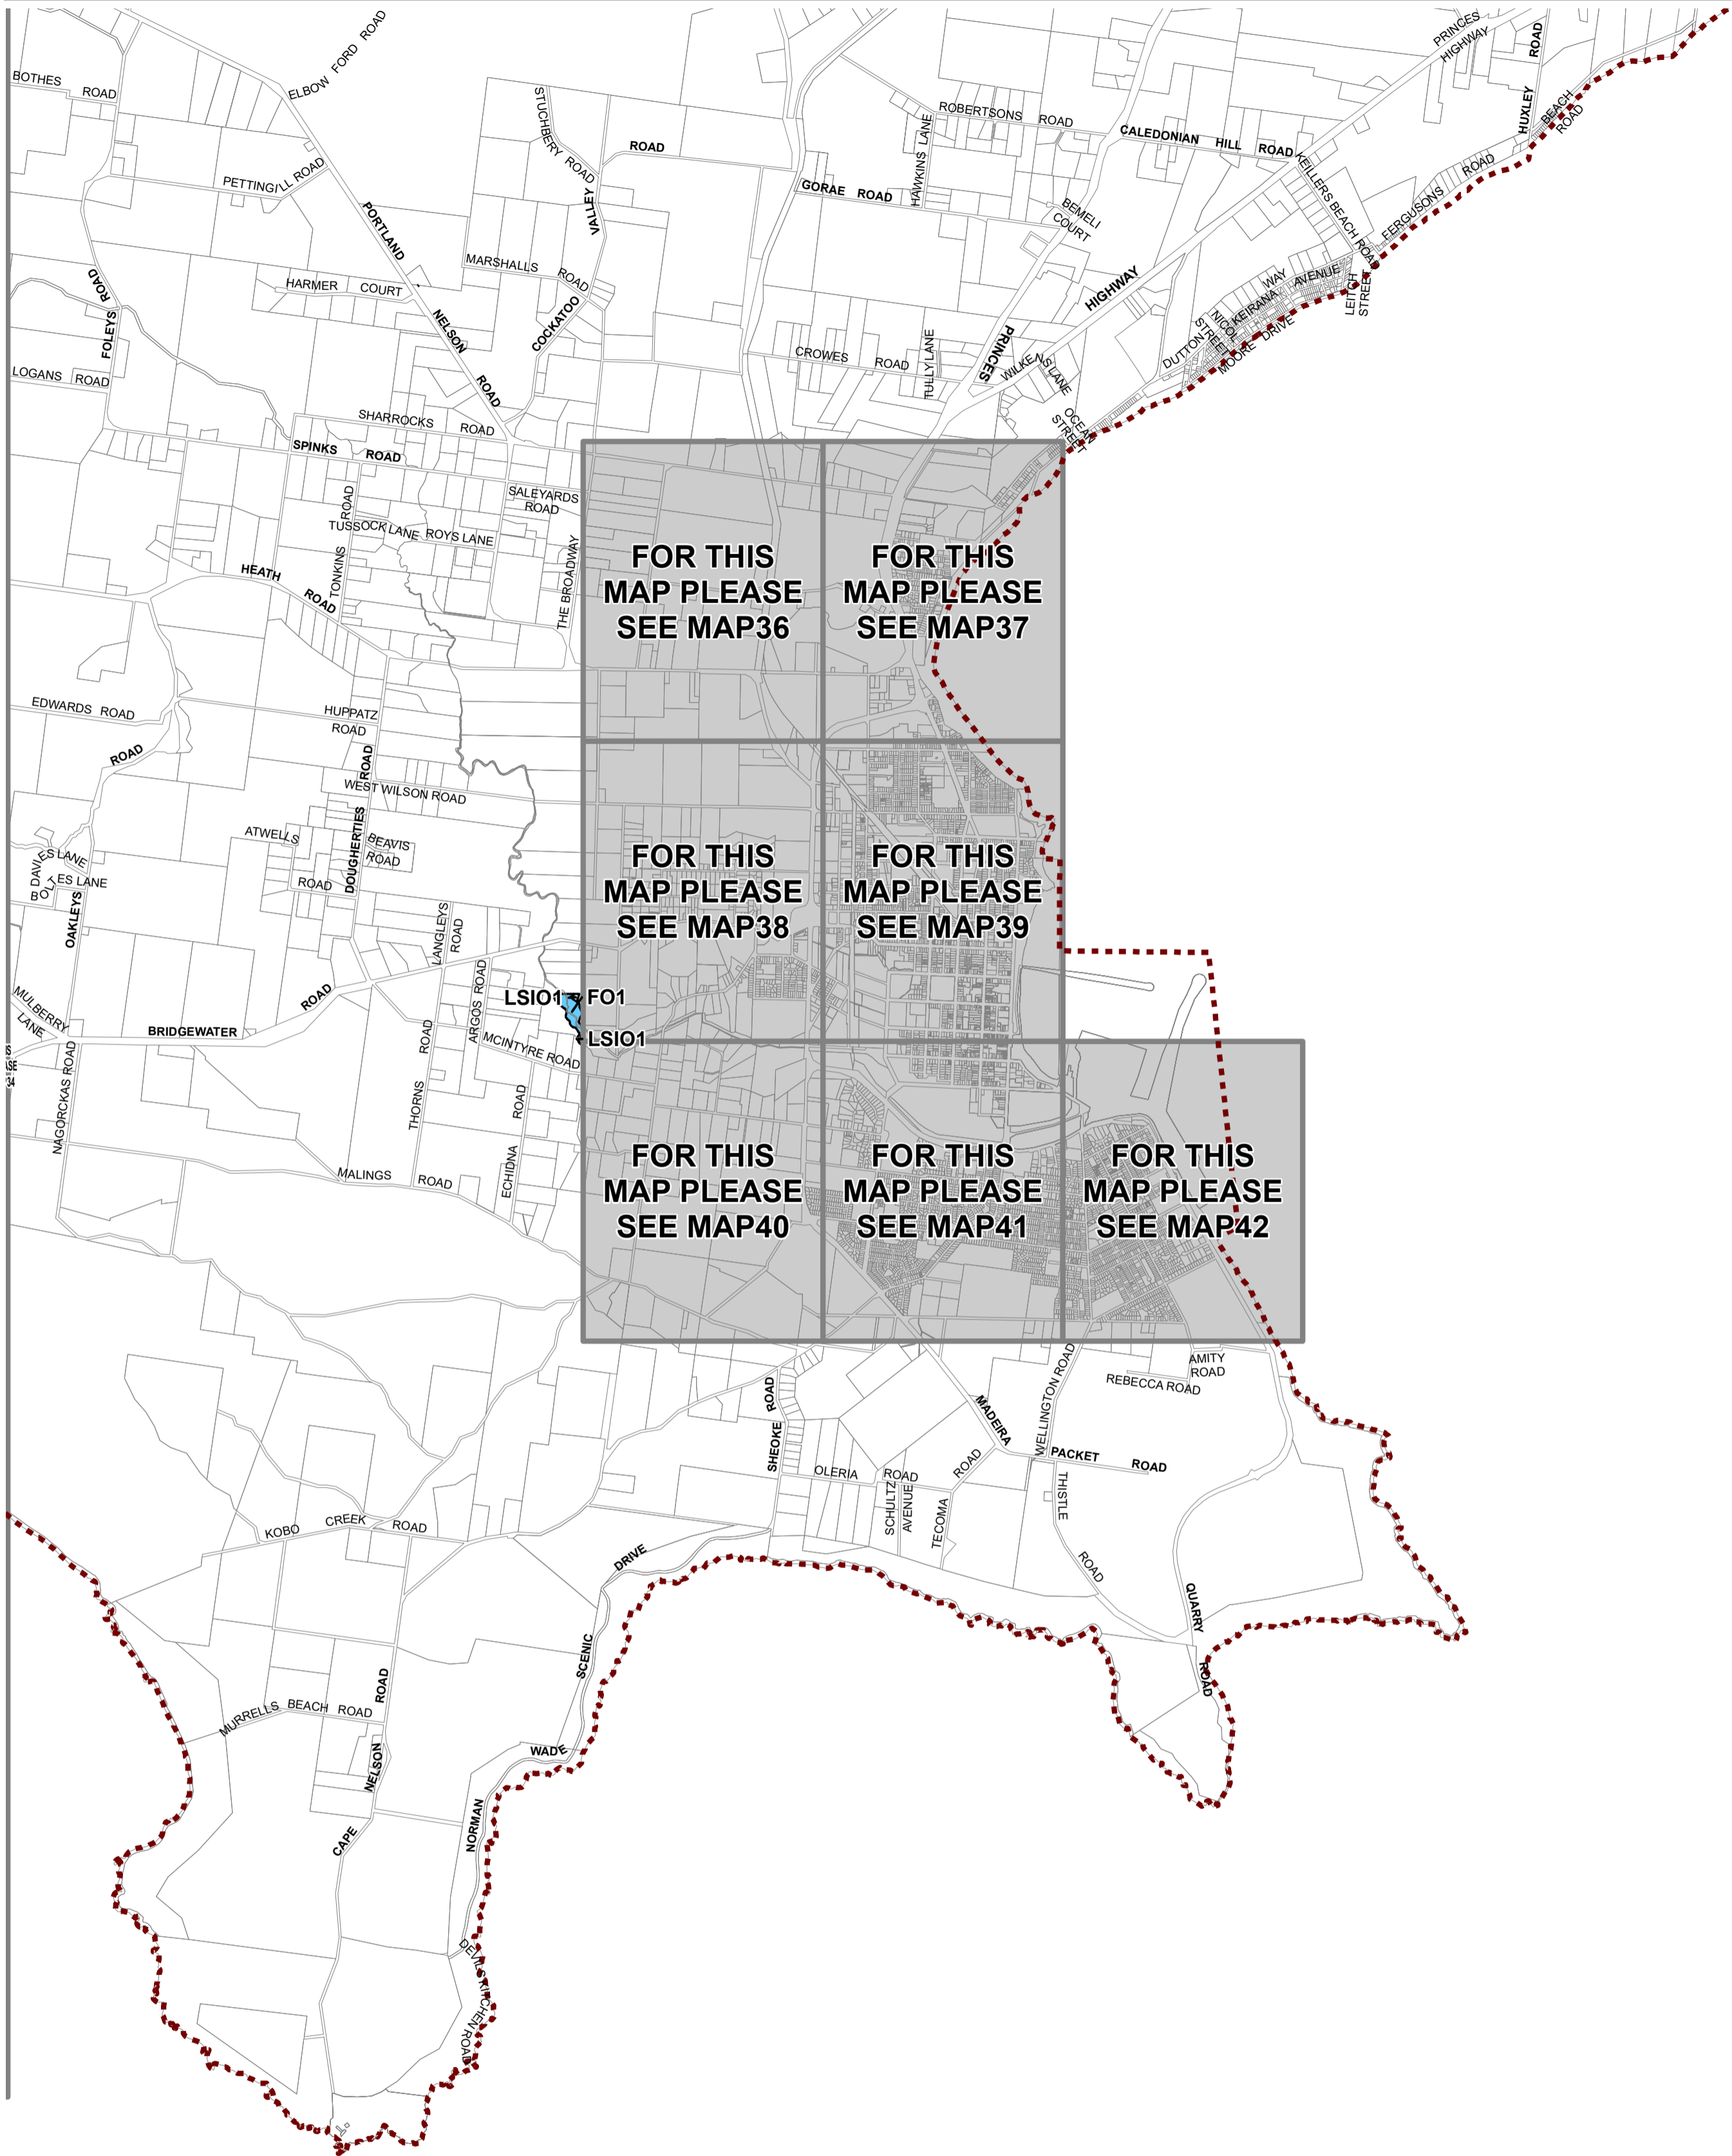 PRINCES
HIGHWAY
ELBOW FORD ROAD
HUXLEY ROAD
BOTHES ROAD
STUCHBERY ROAD
BEACH
ROAD
ROBERTSONS ROAD
CALEDONIAN HILL ROAD
HAWKINS LANE
VALLEY ROAD
PETTINGILL ROAD
GORAE ROAD
KEILLERS BEACH ROAD
FERGUSONS ROAD
BEMELI
COURT
PORTLAND
NELSON
ROAD
MARSHALLS ROAD
HARMER COURT
COCKATOO
FOLEYS ROAD
HIGHWAY
PRINCES
KEIRANA AVENUE
WAY
LEITCH
STREET
NICOL
STREET
DUTTON
MOORE DRIVE
CROWES ROAD
TULLY LANE
WILKENS LANE
LOGANS ROAD
OCEAN
STREET
SHARROCKS ROAD
SPINKS ROAD
SALEYARDS
ROAD
TUSSOCK LANE
ROYS LANE
TONKINS ROAD
THE BROADWAY
HEATH ROAD
FOR THIS
MAP PLEASE
SEE MAP36
FOR THIS
MAP PLEASE
SEE MAP37
EDWARDS ROAD
HUPPATZ
ROAD
ROAD
WEST WILSON ROAD
DOUGHERTIES ROAD
ATWELLS
ROAD
BEAVIS
ROAD
DAVIES LANE
BOLTES LANE
OAKLEYS
FOR THIS
MAP PLEASE
SEE MAP38
FOR THIS
MAP PLEASE
SEE MAP39
LANGLEYS
ROAD
ARGOS ROAD
LSIO1
FO1
LSIO1
MULBERRY
LANE
BRIDGEWATER ROAD
MCINTYRE ROAD
NAGORCKAS ROAD
THORNS ROAD
ECHIDNA ROAD
MALINGS ROAD
FOR THIS
MAP PLEASE
SEE MAP40
FOR THIS
MAP PLEASE
SEE MAP41
FOR THIS
MAP PLEASE
SEE MAP42
AMITY
ROAD
REBECCA ROAD
WELLINGTON ROAD
MADEIRA
PACKET ROAD
SHEOKE ROAD
OLERIA ROAD
SCHULTZ
AVENUE
TECOMA ROAD
THISTLE ROAD
KOBO CREEK ROAD
QUARRY ROAD
NORMAN WADE SCENIC DRIVE
MURRELLS BEACH ROAD
CAPE NELSON ROAD
DEVILS KITCHEN ROAD